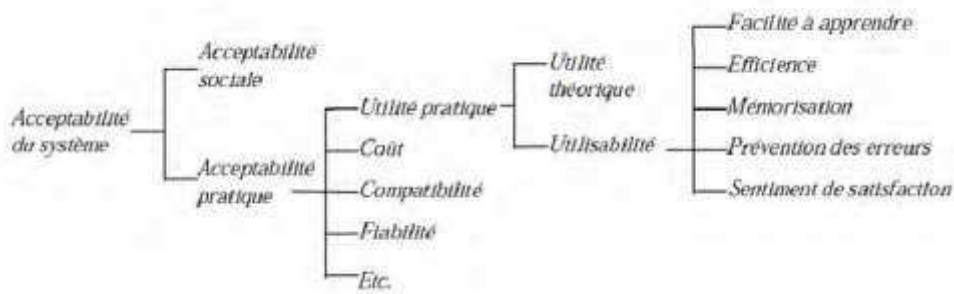 Acceptabilité
du système
Acceptabilité
sociale
Acceptabilité
pratique
Utilité pratique
Coût
Compatibilité
Fiabilité
Etc.
Utilité
théorique
Utilisabilité
Facilité à apprendre
Efficience
Mémorisation
Prévention des erreurs
Sentiment de satisfaction